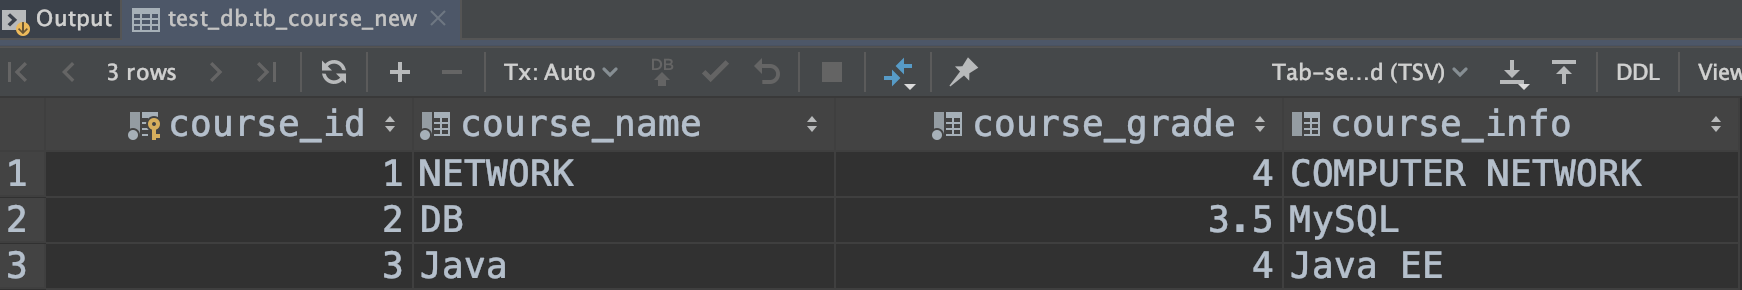 Output test_db.tb_course_new
3 rows Tx: Auto DB Tab-se...d (TSV) DDL View
course_id course_name course_grade course_info
1 1 NETWORK 4 COMPUTER NETWORK
2 2 DB 3.5 MySQL
3 3 Java 4 Java EE